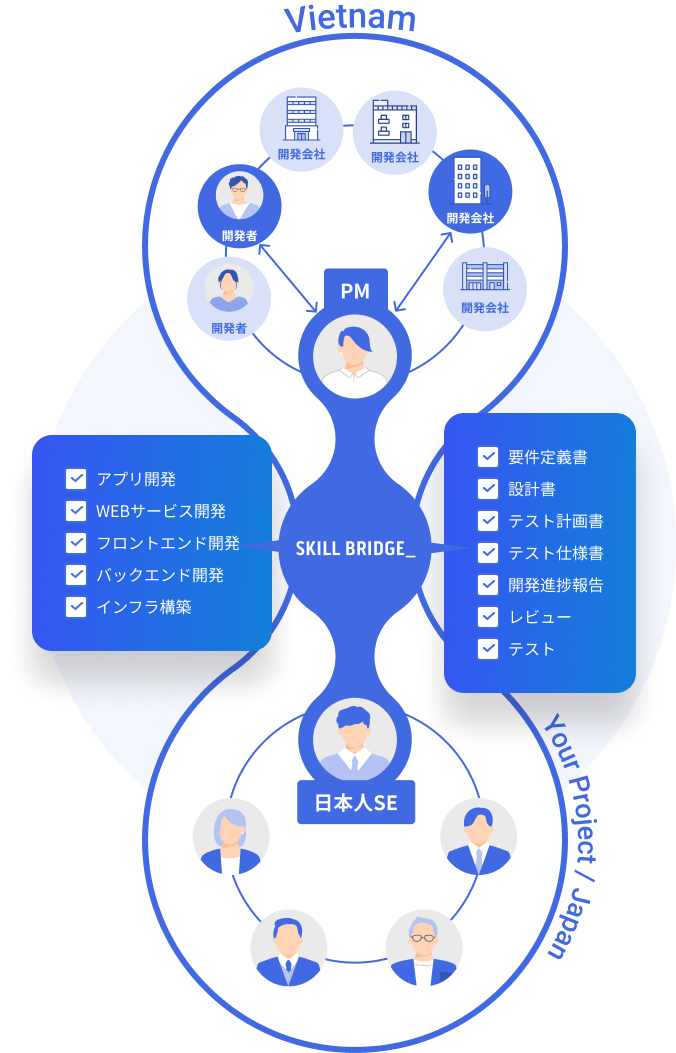 Vietnam
開発会社
開発会社
開発者
開発会社
開発者
開発会社
PM
アプリ開発
WEBサービス開発
フロントエンド開発
バックエンド開発
インフラ構築
SKILL BRIDGE_
要件定義書
設計書
テスト計画書
テスト仕様書
開発進捗報告
レビュー
テスト
日本人SE
Your Project / Japan